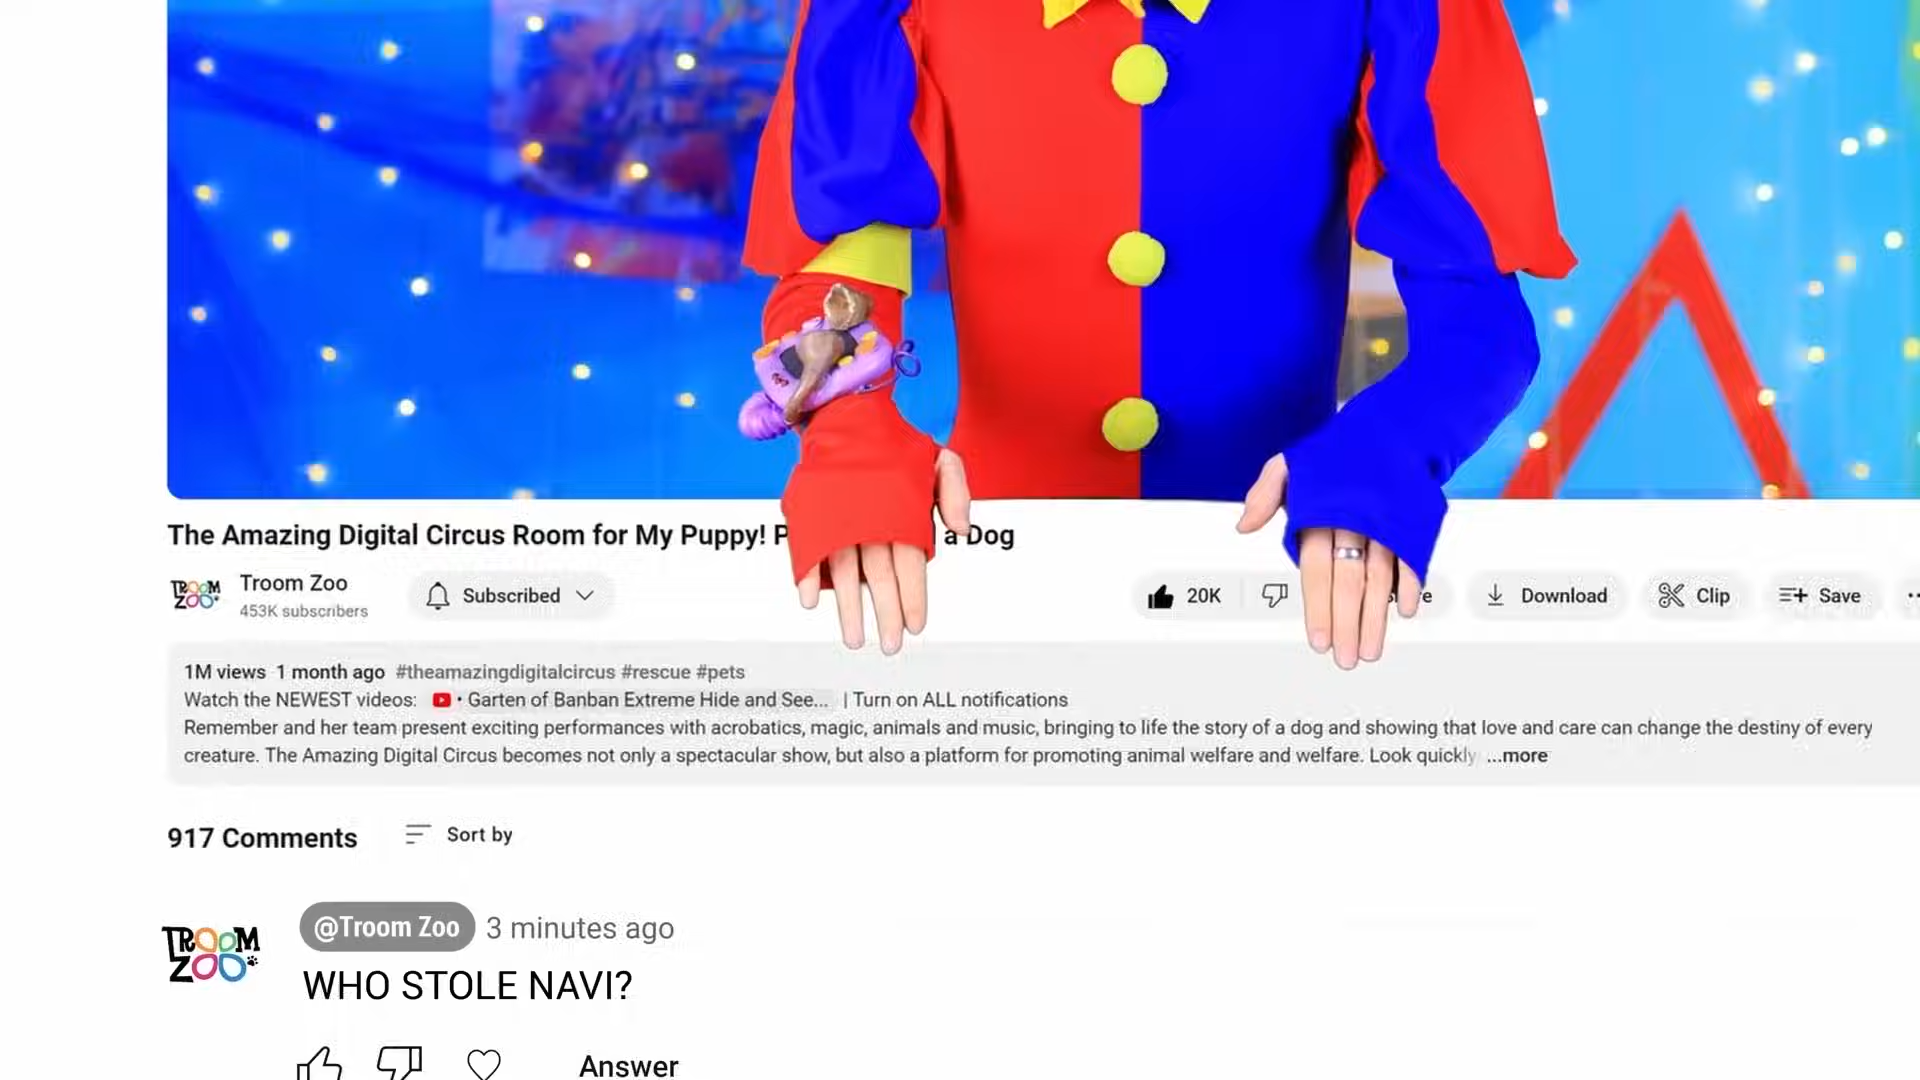 The Amazing Digital Circus Room for My Puppy! a Dog
TROOM ZOO
Troom Zoo
453K subscribers
Subscribed
20K
Download
Clip
Save
1M views 1 month ago #theamazingdigitalcircus #rescue #pets
Watch the NEWEST videos: • Garten of Banban Extreme Hide and See... | Turn on ALL notifications
Remember and her team present exciting performances with acrobatics, magic, animals and music, bringing to life the story of a dog and showing that love and care can change the destiny of every
creature. The Amazing Digital Circus becomes not only a spectacular show, but also a platform for promoting animal welfare and welfare. Look quickly ...more
917 Comments
Sort by
TROOM ZOO
@Troom Zoo 3 minutes ago
WHO STOLE NAVI?
Answer